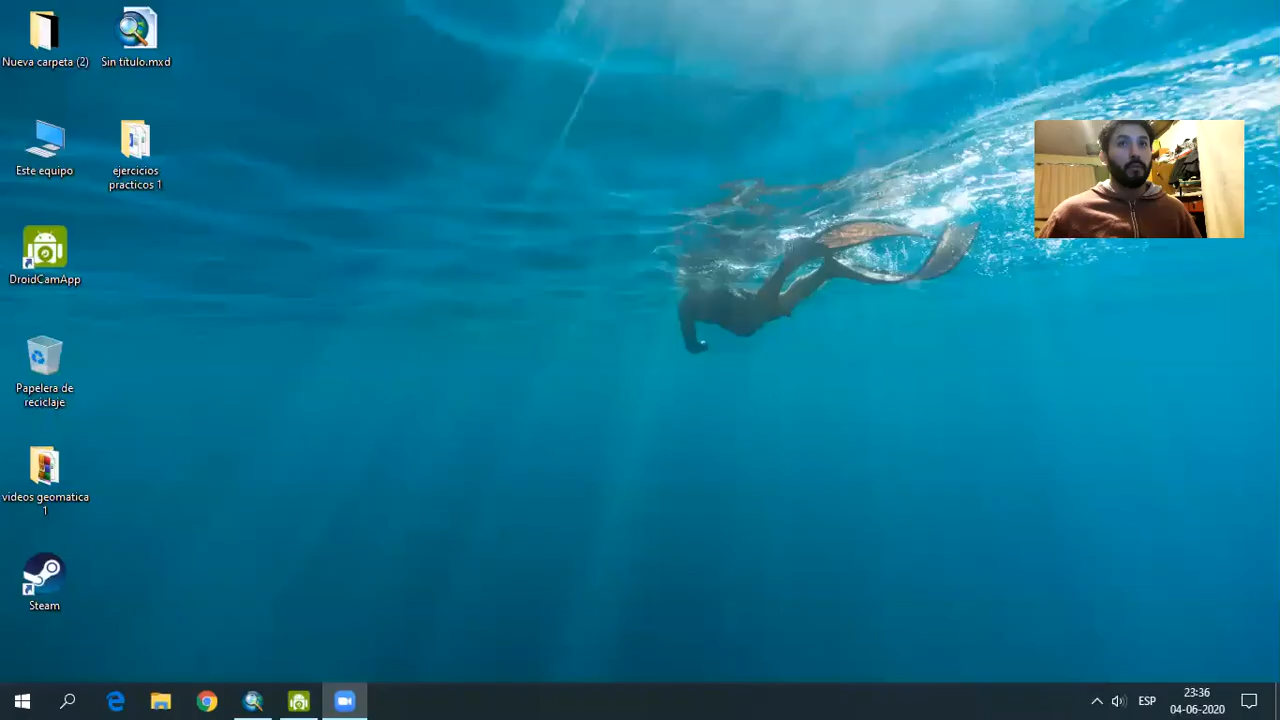 Nueva carpeta (2)
Sin título.mxd
Este equipo
ejercicios
practicos 1
DroidCamApp
Papelera de
reciclaje
videos geomatica
1
Steam
ESP
23:36
04-06-2020